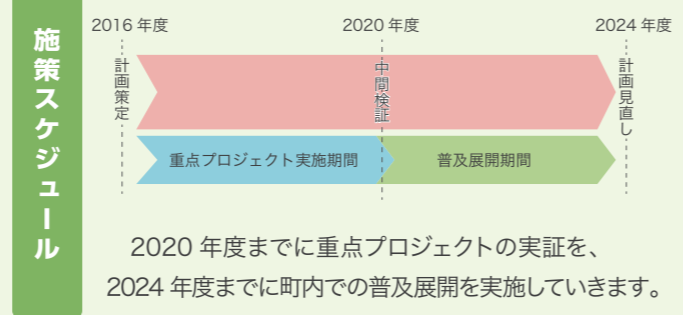 施策スケジュール
2016 年度
2020 年度
2024 年度
計画策定
中間検証
計画見直し
重点プロジェクト実施期間
普及展開期間
2020 年度までに重点プロジェクトの実証を、
2024 年度までに町内での普及展開を実施していきます。